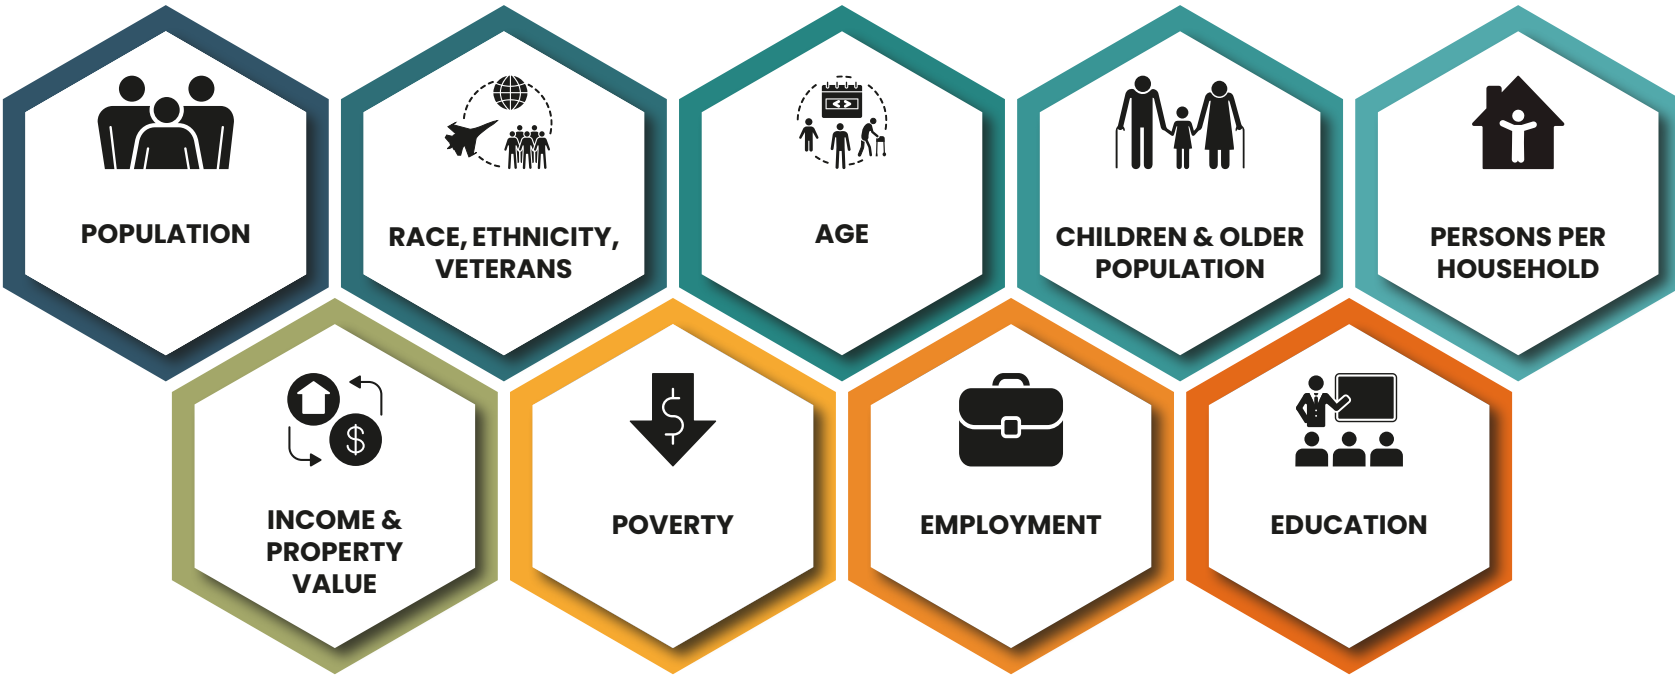 POPULATION
RACE, ETHNICITY,
VETERANS
AGE
CHILDREN & OLDER
POPULATION
PERSONS PER
HOUSEHOLD
INCOME &
PROPERTY
VALUE
$
POVERTY
$
EMPLOYMENT
EDUCATION